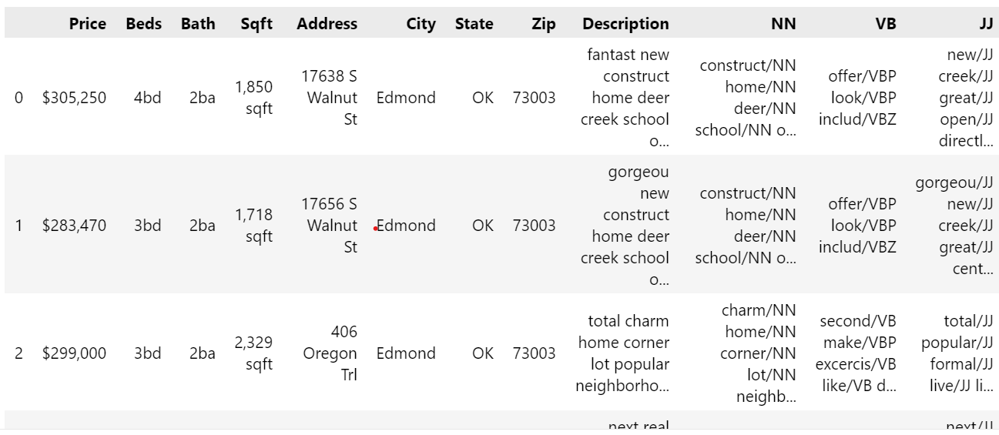 Price Beds Bath Sqft Address City State Zip Description NN VB JJ
0 $305,250 4bd 2ba 1,850 sqft 17638 S Walnut St Edmond OK 73003 fantast new construct home deer creek school o... construct/NN home/NN deer/NN school/NN o... offer/VBP look/VBP includ/VBZ new/JJ creek/JJ great/JJ open/JJ directl...
1 $283,470 3bd 2ba 1,718 sqft 17656 S Walnut St Edmond OK 73003 gorgeou new construct home deer creek school o... construct/NN home/NN deer/NN school/NN o... offer/VBP look/VBP includ/VBZ gorgeou/JJ new/JJ creek/JJ great/JJ cent...
2 $299,000 3bd 2ba 2,329 sqft 406 Oregon Trl Edmond OK 73003 total charm home corner lot popular neighborho... charm/NN home/NN corner/NN lot/NN neighb... second/VB make/VBP excercis/VB like/VB d... total/JJ popular/JJ formal/JJ live/JJ li...
next real next/JJ